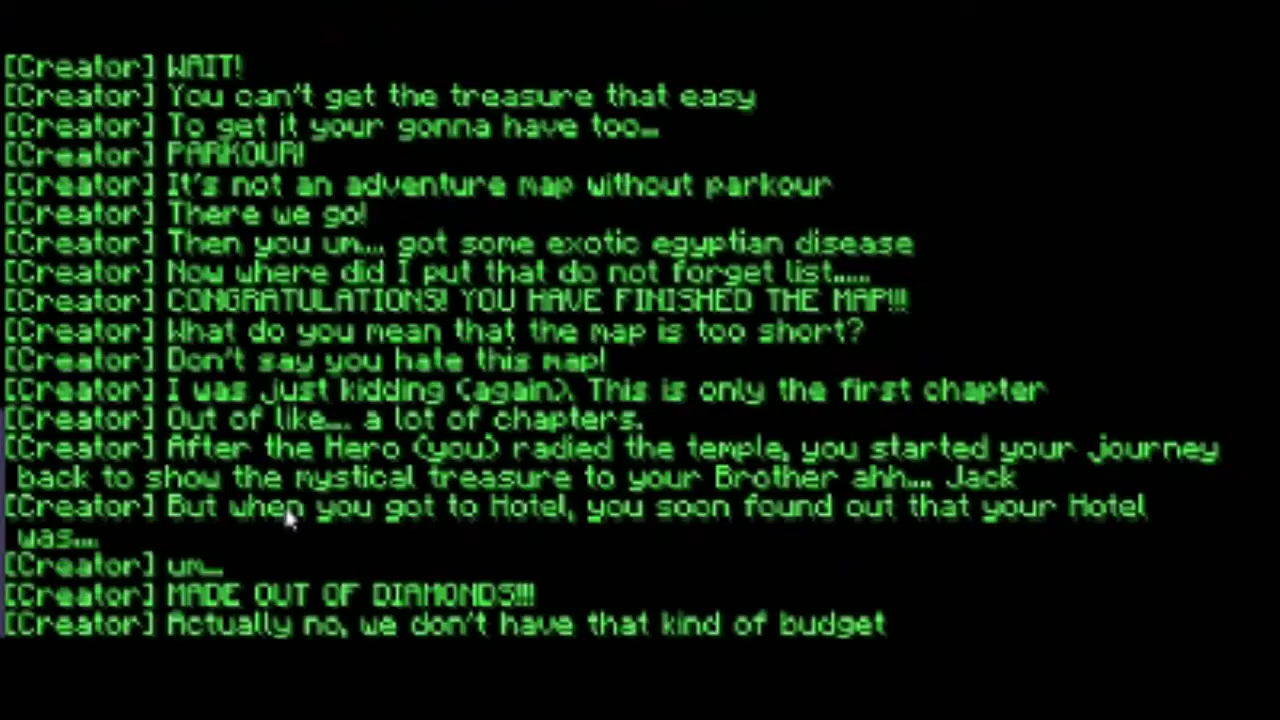 [Creator] WAIT!
[Creator] You can't get the treasure that easy
[Creator] To get it your gonna have too...
[Creator] PARKOUR!
[Creator] It's not an adventure map without parkour
[Creator] There we go!
[Creator] Then you um.... got some exotic egyptian disease
[Creator] Now where did I put that do not forget list......
[Creator] CONGRATULATIONS! YOU HAVE FINISHED THE MAP!!!
[Creator] What do you mean that the map is too short?
[Creator] Don't say you hate this map!
[Creator] I was just kidding (again). This is only the first chapter
[Creator] Out of like.... a lot of chapters.
[Creator] After the Hero (you) radied the temple, you started your journey
back to show the mystical treasure to your Brother ahh.... Jack
[Creator] But when you got to Hotel, you soon found out that your Hotel
was....
[Creator] um...
[Creator] MADE OUT OF DIAMONDS!!!
[Creator] Actually no, we don't have that kind of budget